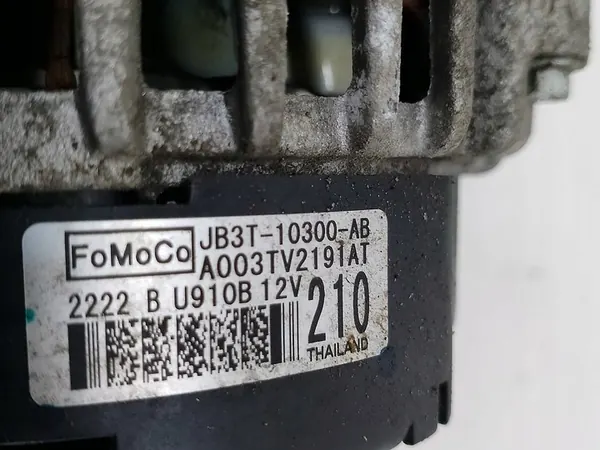 FoMoCo JB3T-10300-AB
A003TV2191AT
2222 B U910B 12V
210
THAILAND